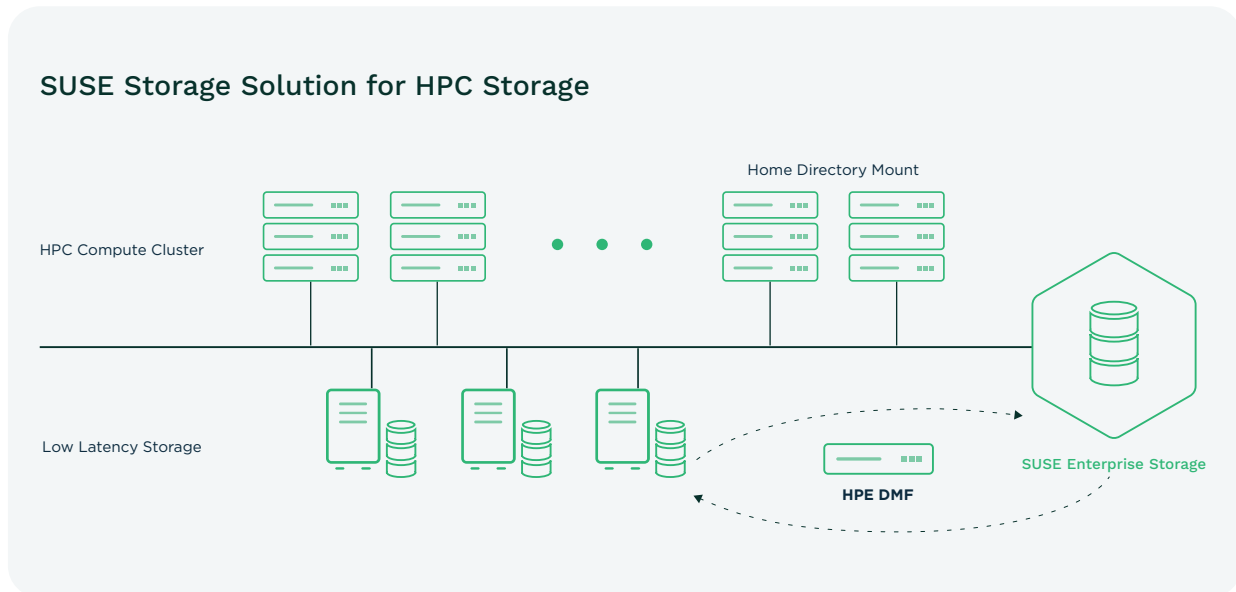 SUSE Storage Solution for HPC Storage
Home Directory Mount
HPC Compute Cluster
Low Latency Storage
SUSE Enterprise Storage
HPE DMF